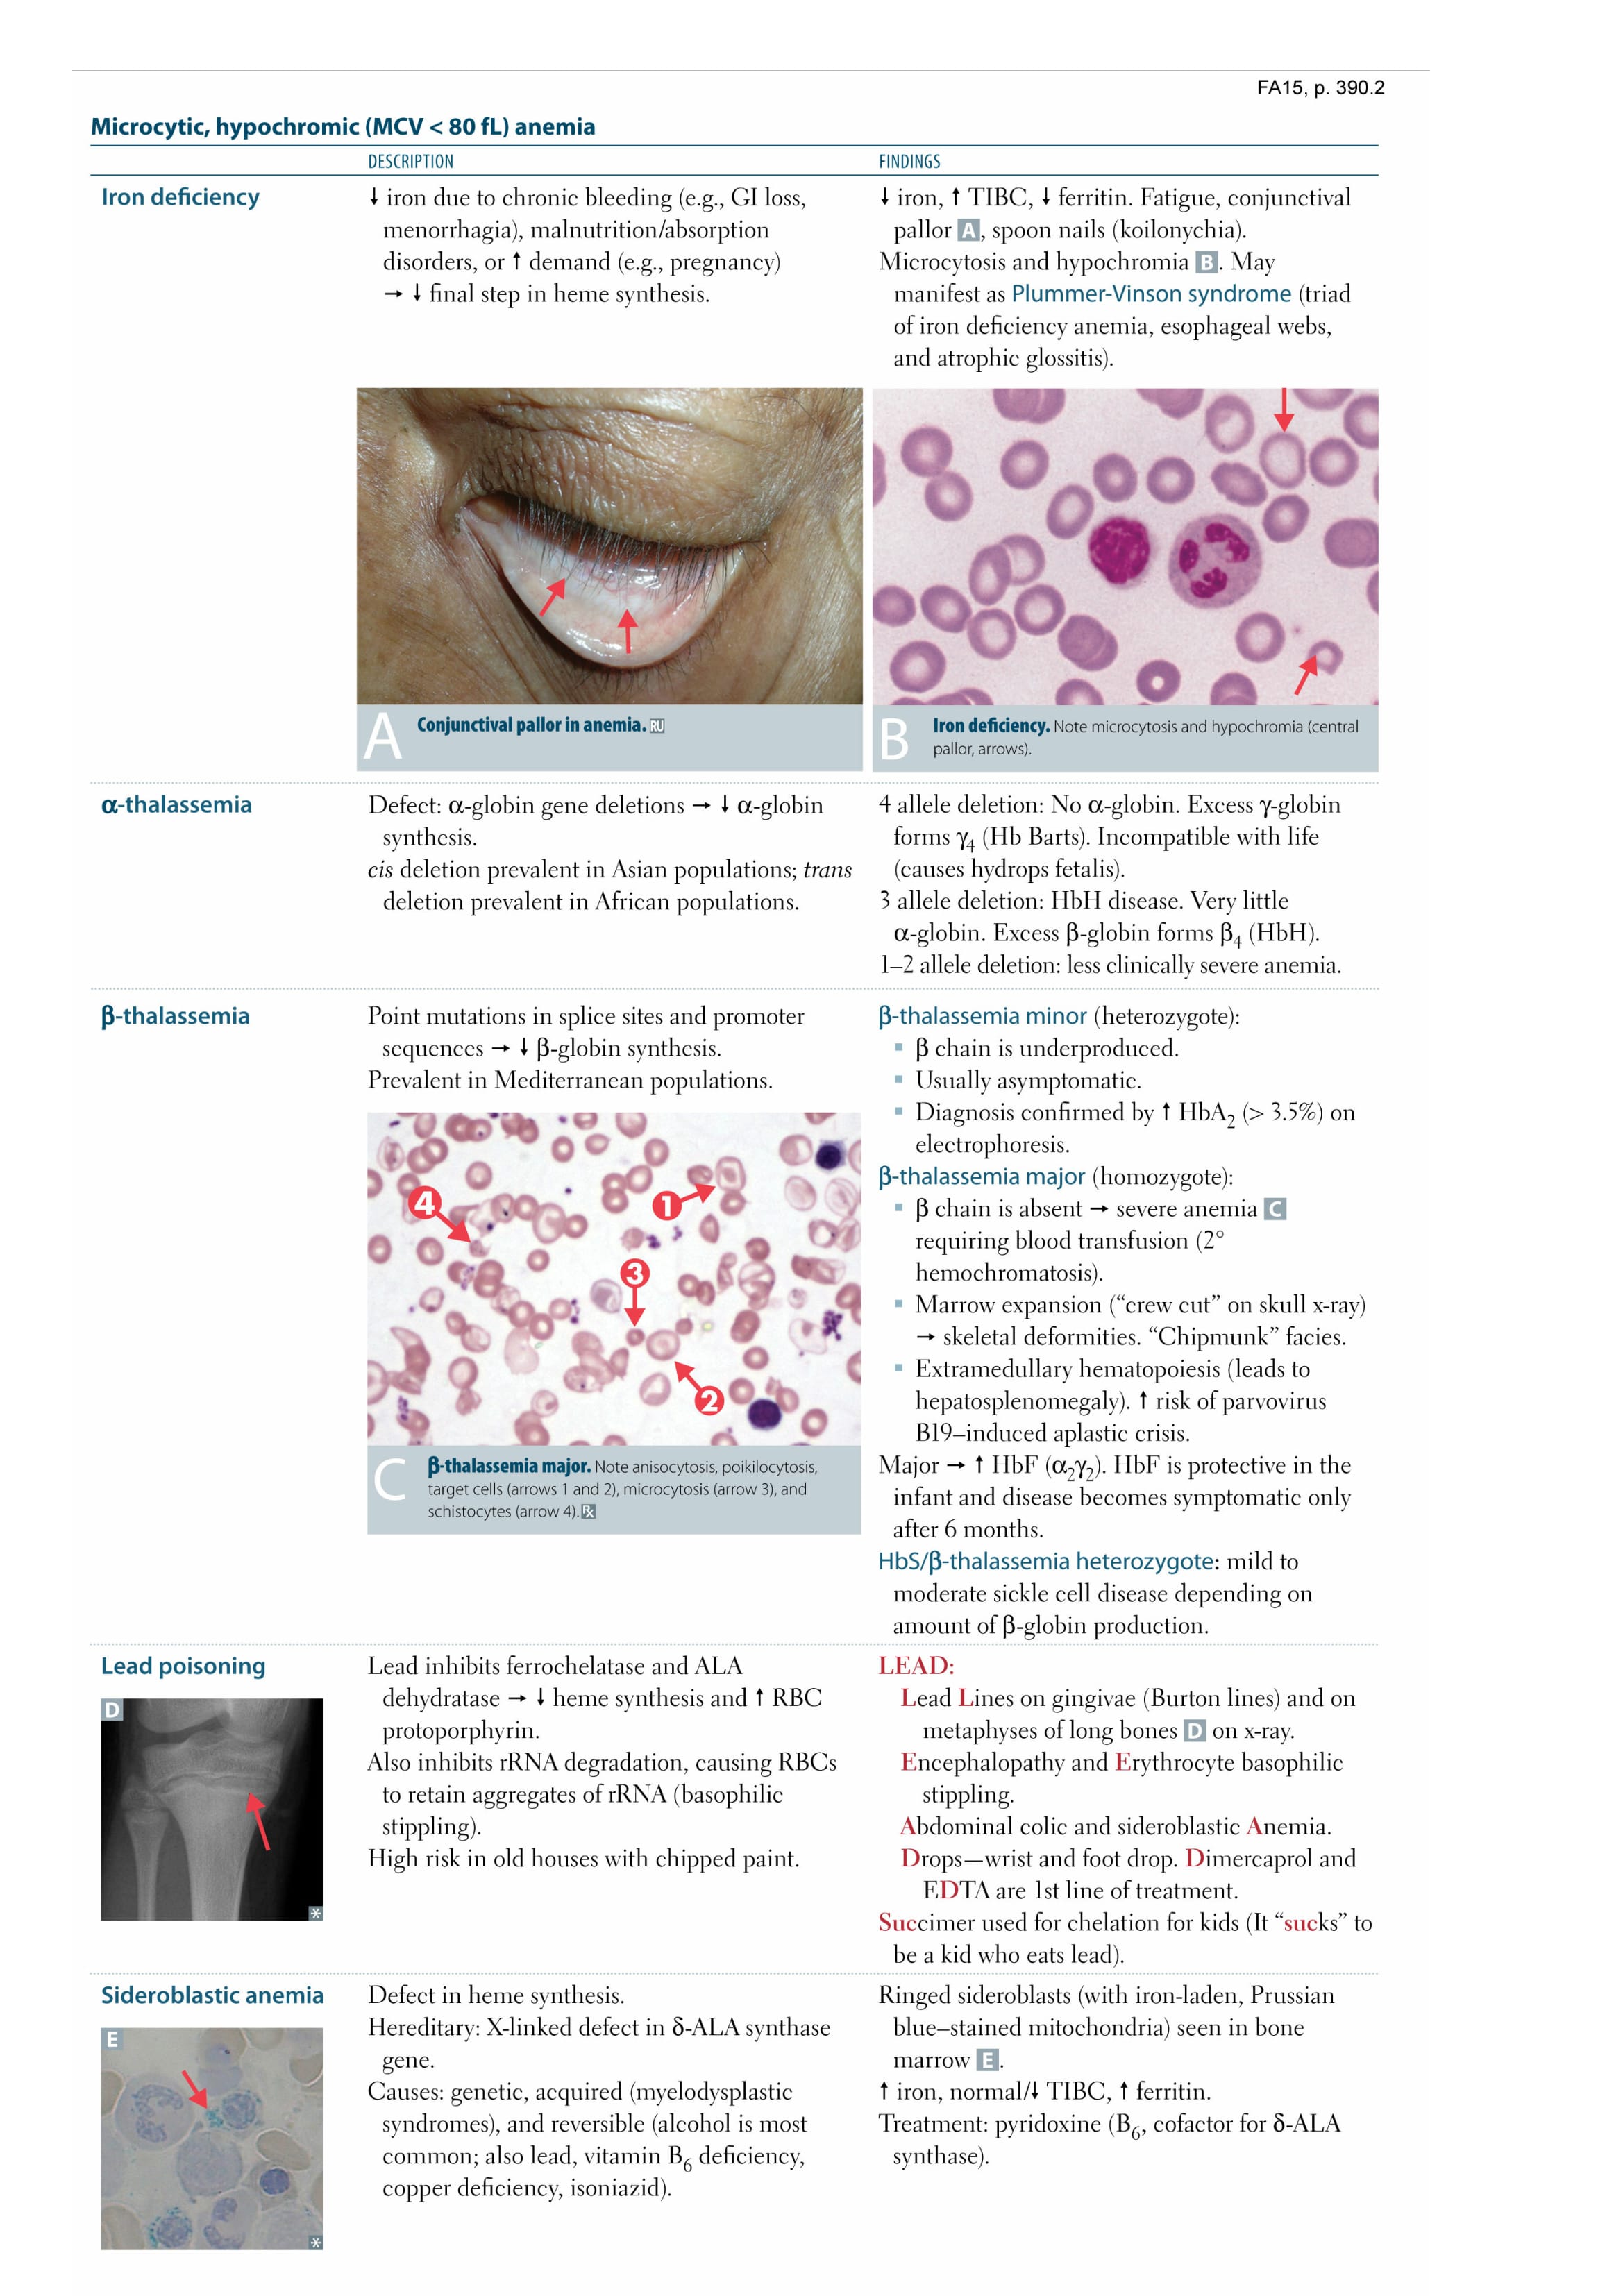 FA15, p. 390.2
Microcytic, hypochromic (MCV < 80 fL) anemia
DESCRIPTION
FINDINGS
Iron deficiency
↓ iron due to chronic bleeding (e.g., GI loss,
menorrhagia), malnutrition/absorption
disorders, or ↑ demand (e.g., pregnancy)
→ ↓ final step in heme synthesis.
↓ iron, ↑ TIBC, ↓ ferritin. Fatigue, conjunctival
pallor A, spoon nails (koilonychia).
Microcytosis and hypochromia B. May
manifest as Plummer-Vinson syndrome (triad
of iron deficiency anemia, esophageal webs,
and atrophic glossitis).
A Conjunctival pallor in anemia. RU
B Iron deficiency. Note microcytosis and hypochromia (central
pallor, arrows).
α-thalassemia
Defect: α-globin gene deletions → ↓ α-globin
synthesis.
cis deletion prevalent in Asian populations; trans
deletion prevalent in African populations.
4 allele deletion: No α-globin. Excess γ-globin
forms γ₄ (Hb Barts). Incompatible with life
(causes hydrops fetalis).
3 allele deletion: HbH disease. Very little
α-globin. Excess β-globin forms β₄ (HbH).
1–2 allele deletion: less clinically severe anemia.
β-thalassemia
Point mutations in splice sites and promoter
sequences → ↓ β-globin synthesis.
Prevalent in Mediterranean populations.
4
1
3
2
C β-thalassemia major. Note anisocytosis, poikilocytosis,
target cells (arrows 1 and 2), microcytosis (arrow 3), and
schistocytes (arrow 4). Rx
β-thalassemia minor (heterozygote):
▪ β chain is underproduced.
▪ Usually asymptomatic.
▪ Diagnosis confirmed by ↑ HbA₂ (> 3.5%) on
electrophoresis.
β-thalassemia major (homozygote):
▪ β chain is absent → severe anemia C
requiring blood transfusion (2°
hemochromatosis).
▪ Marrow expansion (“crew cut” on skull x-ray)
→ skeletal deformities. “Chipmunk” facies.
▪ Extramedullary hematopoiesis (leads to
hepatosplenomegaly). ↑ risk of parvovirus
B19–induced aplastic crisis.
Major → ↑ HbF (α₂γ₂). HbF is protective in the
infant and disease becomes symptomatic only
after 6 months.
HbS/β-thalassemia heterozygote: mild to
moderate sickle cell disease depending on
amount of β-globin production.
Lead poisoning
D
*
Lead inhibits ferrochelatase and ALA
dehydratase → ↓ heme synthesis and ↑ RBC
protoporphyrin.
Also inhibits rRNA degradation, causing RBCs
to retain aggregates of rRNA (basophilic
stippling).
High risk in old houses with chipped paint.
LEAD:
Lead Lines on gingivae (Burton lines) and on
metaphyses of long bones D on x-ray.
Encephalopathy and Erythrocyte basophilic
stippling.
Abdominal colic and sideroblastic Anemia.
Drops—wrist and foot drop. Dimercaprol and
EDTA are 1st line of treatment.
Succimer used for chelation for kids (It “sucks” to
be a kid who eats lead).
Sideroblastic anemia
E
*
Defect in heme synthesis.
Hereditary: X-linked defect in δ-ALA synthase
gene.
Causes: genetic, acquired (myelodysplastic
syndromes), and reversible (alcohol is most
common; also lead, vitamin B₆ deficiency,
copper deficiency, isoniazid).
Ringed sideroblasts (with iron-laden, Prussian
blue–stained mitochondria) seen in bone
marrow E.
↑ iron, normal/↓ TIBC, ↑ ferritin.
Treatment: pyridoxine (B₆, cofactor for δ-ALA
synthase).